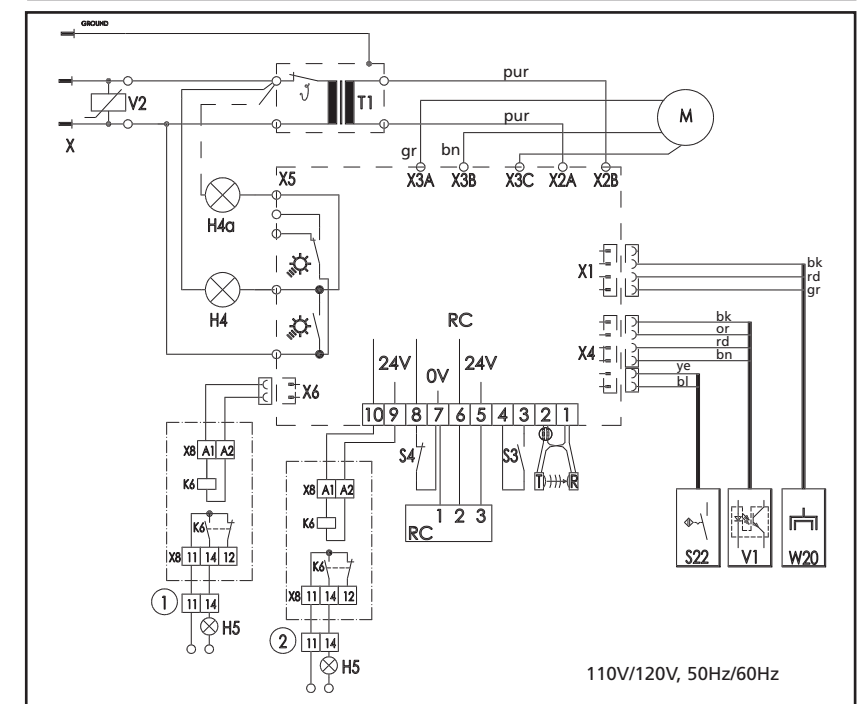 GROUND
pur
V2
ϑ
T1
M
X
pur
gr
bn
X5
X3A
X3B
X3C
X2A
X2B
H4a
bk
X1
rd
gr
H4
RC
bk
or
24V
24V
X4
rd
bn
0V
ye
X6
bl
10 9 8 7 6 5 4 3 2 1
X8 A1 A2
S4
S3
K6
T R
X8 A1 A2
1 2 3
K6
RC
K6
S22
V1
W20
X8 11 14 12
K6
X8 11 14 12
1
11 14
H5
2
11 14
H5
110V/120V, 50Hz/60Hz